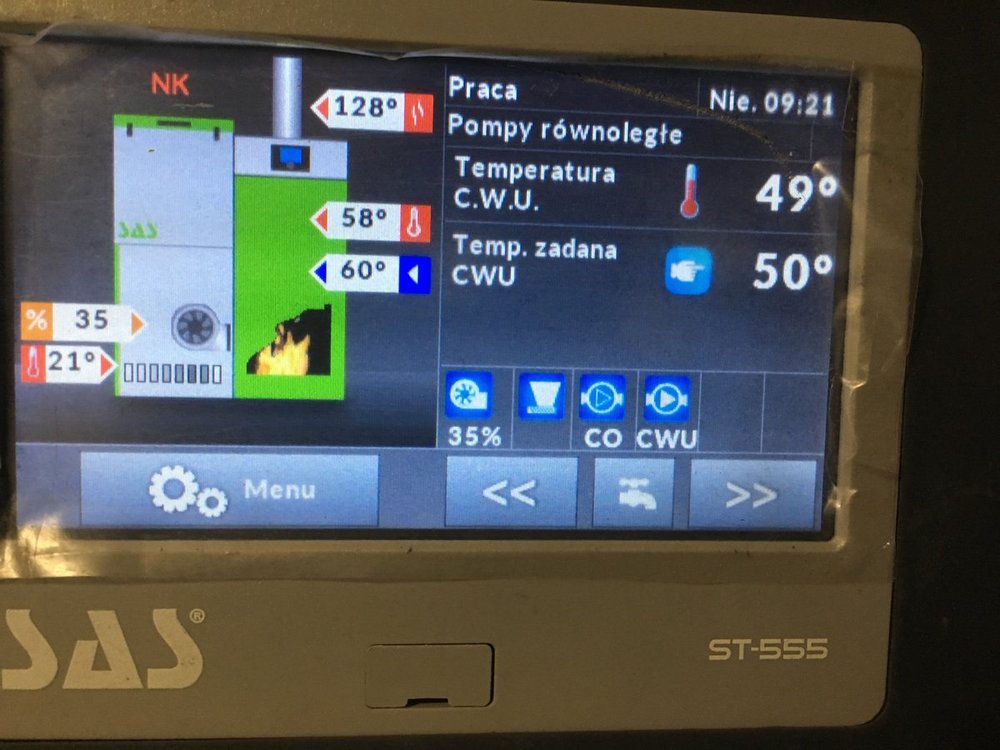 NK
128°
58°
60°
SAS
% 35
21°
Praca
Nie. 09:21
Pompy równoległe
Temperatura
C.W.U.
49°
Temp. zadana
CWU
50°
35%
CO
CWU
Menu
<<
>>
SAS®
ST-555